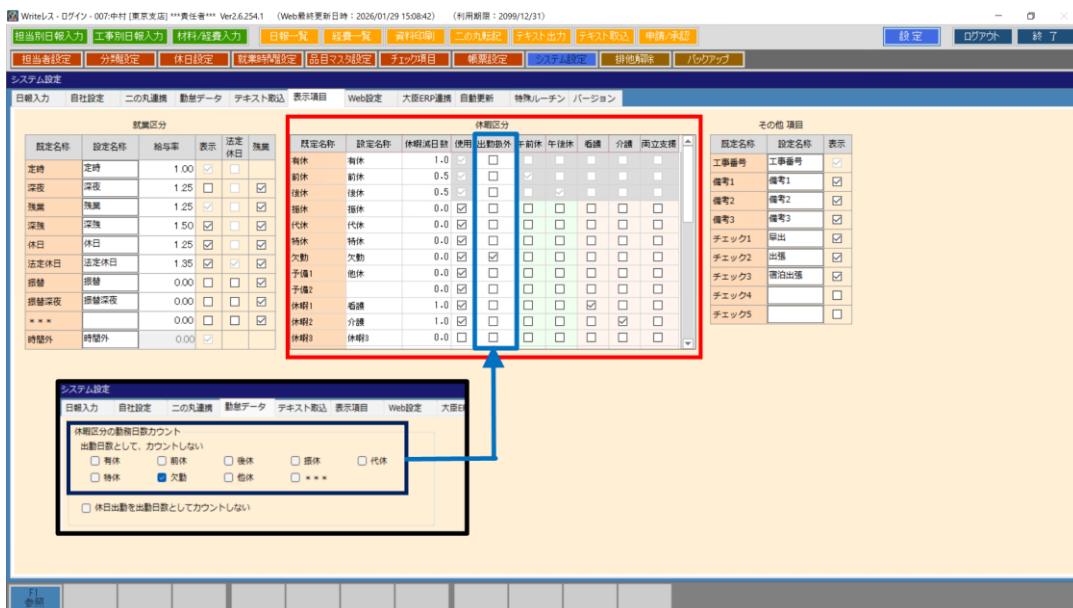 Writeレス - ログイン - 007:中村 [東京支店] ***責任者*** Ver2.6.254.1 (Web最終更新日時：2026/01/29 15:08:42) (利用期限：2099/12/31)
担当別日報入力 工事別日報入力 材料/経費入力 日報一覧 経費一覧 資料印刷 二の丸転記 テキスト出力 テキスト取込 申請/承認 設定 ログアウト 終了
担当者設定 分類設定 休日設定 就業時間設定 品目マスタ設定 チェック項目 帳票設定 システム設定 排他解除 バックアップ
システム設定
日報入力 自社設定 二の丸連携 勤怠データ テキスト取込 表示項目 Web設定 大臣ERP連携 自動更新 特殊ルーチン バージョン
就業区分
既定名称 設定名称 給与率 表示 法定休日 残業
定時 定時 1.00
深夜 深夜 1.25
残業 残業 1.25
深残 深残 1.50
休日 休日 1.25
法定休日 法定休日 1.35
振替 振替 0.00
振替深夜 振替深夜 0.00
*** 0.00
時間外 時間外 0.00
休暇区分
既定名称 設定名称 休暇減日数 使用 出勤扱外 午前休 午後休 看護 介護 両立支援
有休 有休 1.0
前休 前休 0.5
後休 後休 0.5
振休 振休 0.0
代休 代休 0.0
特休 特休 0.0
欠勤 欠勤 0.0
予備1 他休 0.0
予備2 0.0
休暇1 看護 1.0
休暇2 介護 1.0
休暇3 休暇3 0.0
その他 項目
既定名称 設定名称 表示
工事番号 工事番号
備考1 備考1
備考2 備考2
備考3 備考3
チェック1 早出
チェック2 出張
チェック3 宿泊出張
チェック4
チェック5
システム設定
日報入力 自社設定 二の丸連携 勤怠データ テキスト取込 表示項目 Web設定 大臣E
休暇区分の勤務日数カウント
出勤日数として、カウントしない
有休 前休 後休 振休 代休
特休 欠勤 他休 ***
休日出勤を出勤日数としてカウントしない
F1
参照